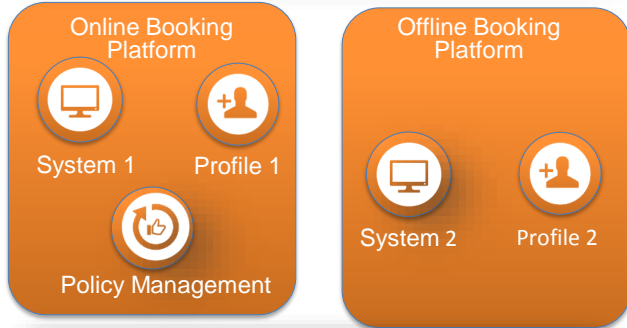 Online Booking
Platform
System 1
Profile 1
Policy Management
Offline Booking
Platform
System 2
Profile 2